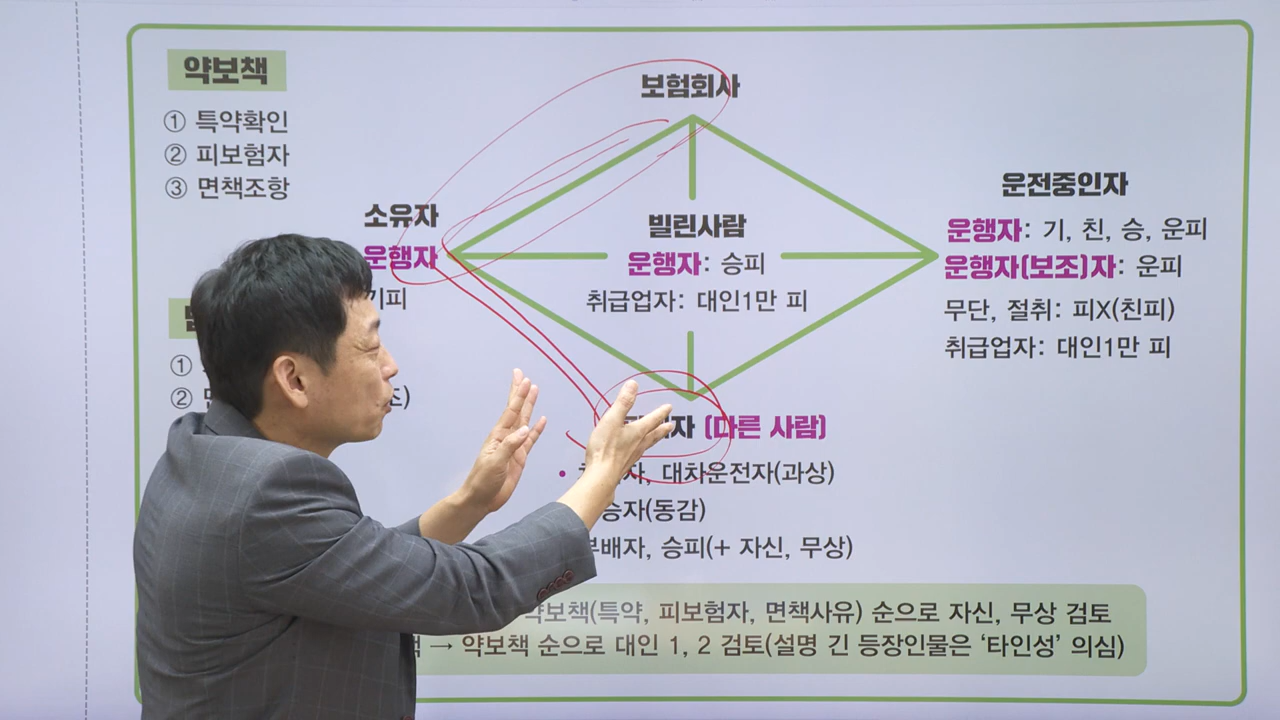 약보책
① 특약확인
② 피보험자
③ 면책조항
보험회사
소유자
운행자
기피
빌린사람
운행자: 승피
취급업자: 대인1만 피
운전중인자
운행자: 기, 친, 승, 운피
운행자(보조)자: 운피
무단, 절취: 피X(친피)
취급업자: 대인1만 피
①
②
(다른 사람)
대차운전자(과상)
승자(동감)
부배자, 승피(+ 자신, 무상)
약보책(특약, 피보험자, 면책사유) 순으로 자신, 무상 검토
→ 약보책 순으로 대인 1, 2 검토(설명 긴 등장인물은 ‘타인성’ 의심)